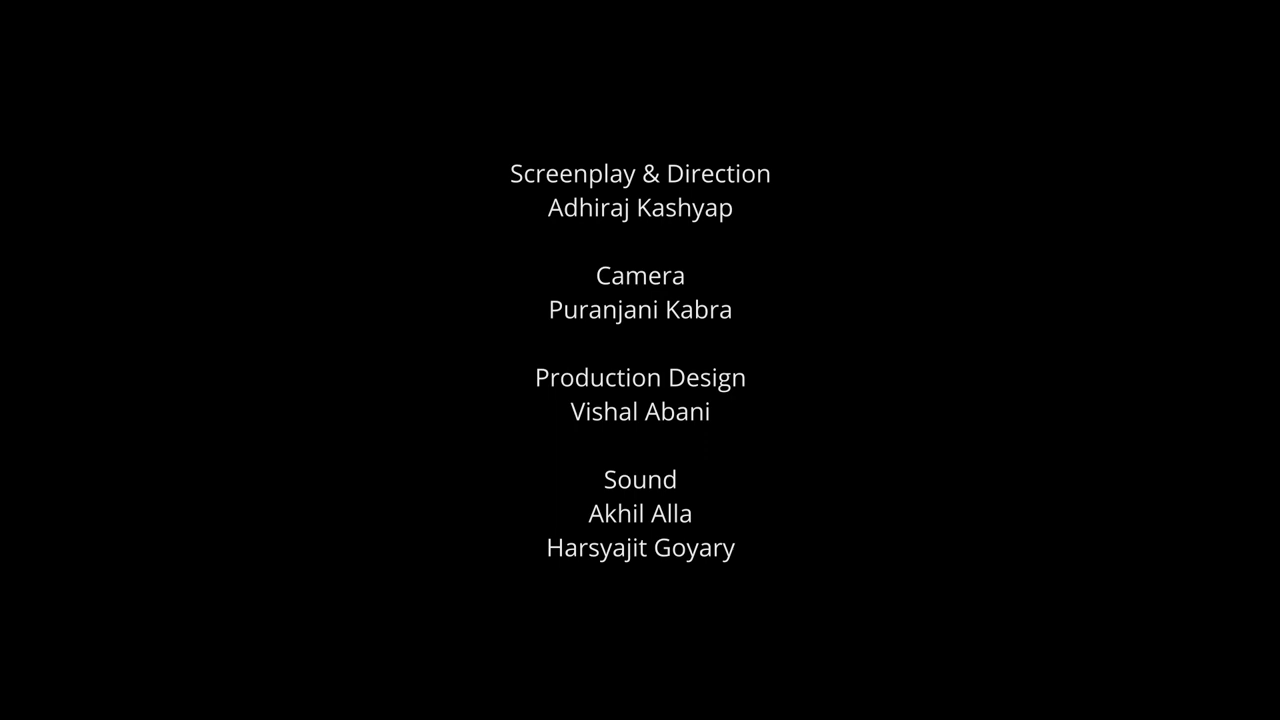 Screenplay & Direction
Adhiraj Kashyap
Camera
Puranjani Kabra
Production Design
Vishal Abani
Sound
Akhil Alla
Harsyajit Goyary